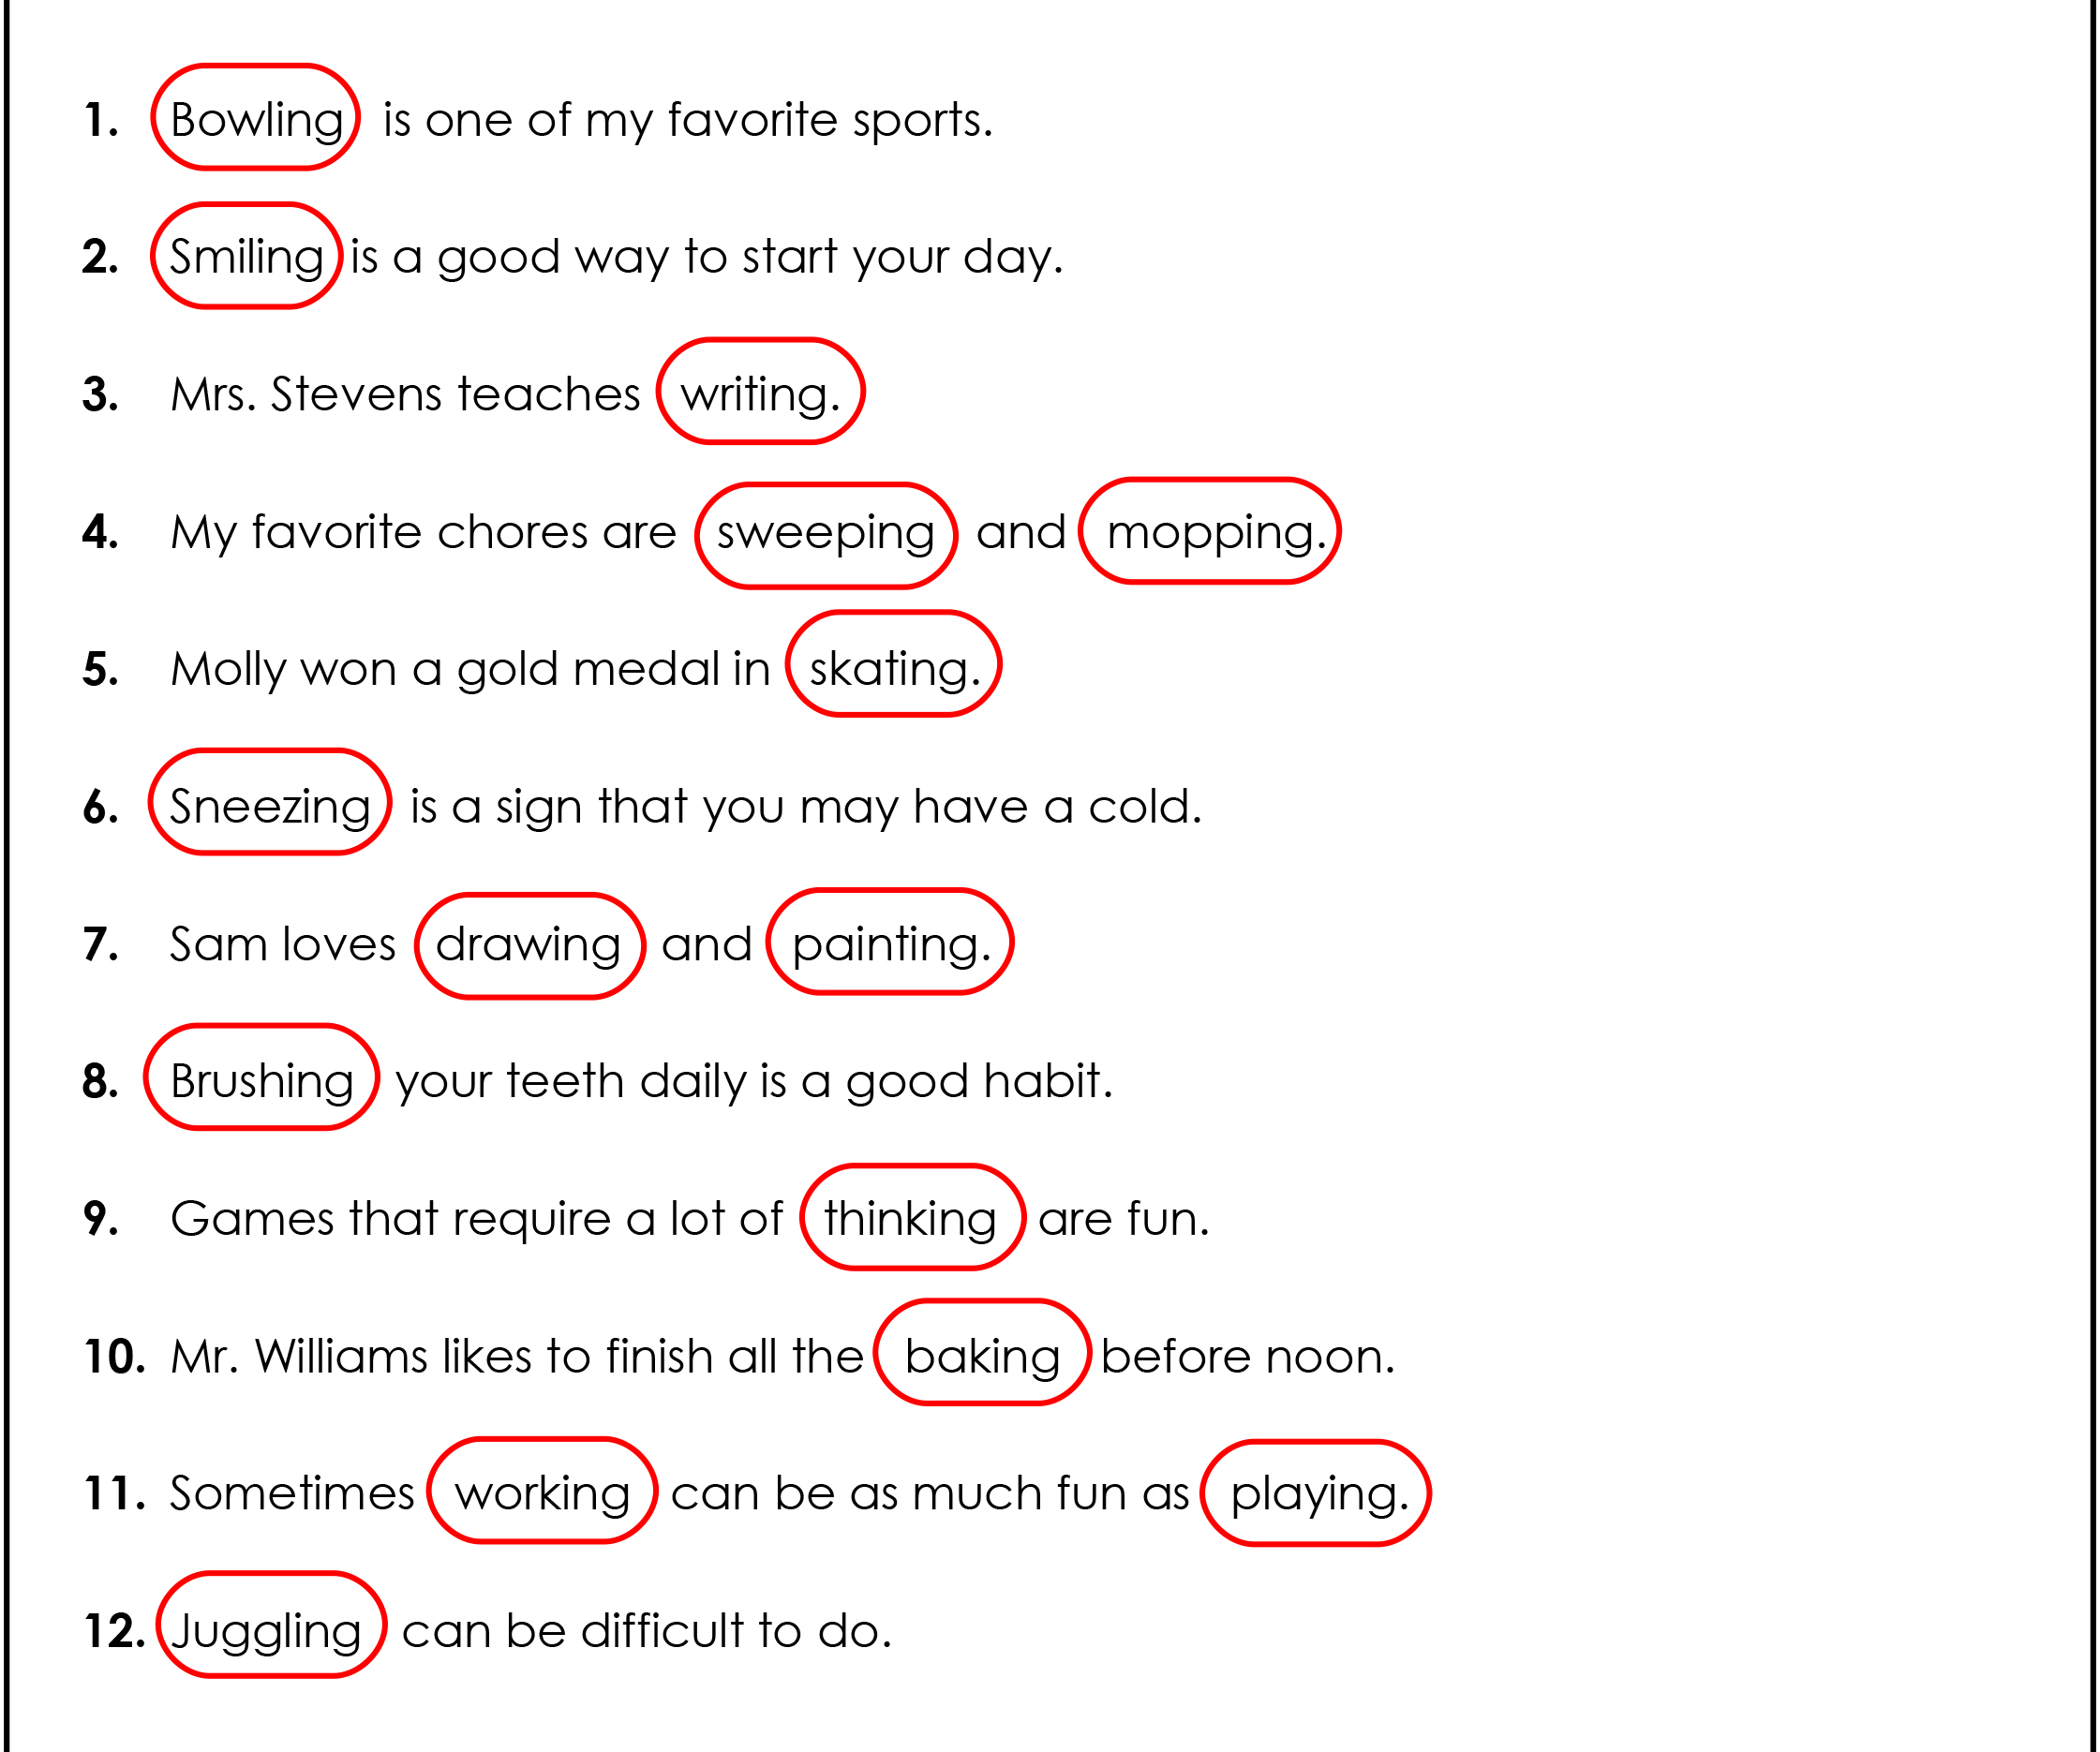 1. Bowling is one of my favorite sports.
2. Smiling is a good way to start your day.
3. Mrs. Stevens teaches writing.
4. My favorite chores are sweeping and mopping.
5. Molly won a gold medal in skating.
6. Sneezing is a sign that you may have a cold.
7. Sam loves drawing and painting.
8. Brushing your teeth daily is a good habit.
9. Games that require a lot of thinking are fun.
10. Mr. Williams likes to finish all the baking before noon.
11. Sometimes working can be as much fun as playing.
12. Juggling can be difficult to do.